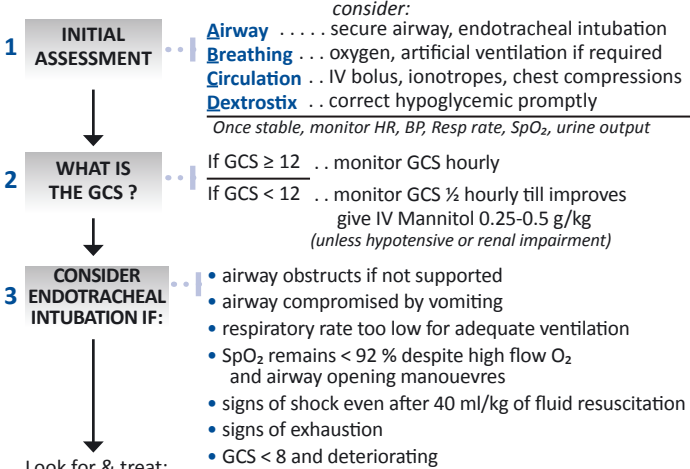 consider:
1 INITIAL ASSESSMENT
Airway . . . . . secure airway, endotracheal intubation
Breathing . . . oxygen, artificial ventilation if required
Circulation . . IV bolus, ionotropes, chest compressions
Dextrostix . . correct hypoglycemic promptly
Once stable, monitor HR, BP, Resp rate, SpO₂, urine output
2 WHAT IS THE GCS ?
If GCS ≥ 12 . . monitor GCS hourly
If GCS < 12 . . monitor GCS ½ hourly till improves
give IV Mannitol 0.25-0.5 g/kg
(unless hypotensive or renal impairment)
3 CONSIDER ENDOTRACHEAL INTUBATION IF:
• airway obstructs if not supported
• airway compromised by vomiting
• respiratory rate too low for adequate ventilation
• SpO₂ remains < 92 % despite high flow O₂
and airway opening manouevres
• signs of shock even after 40 ml/kg of fluid resuscitation
• signs of exhaustion
• GCS < 8 and deteriorating
Look for & treat: